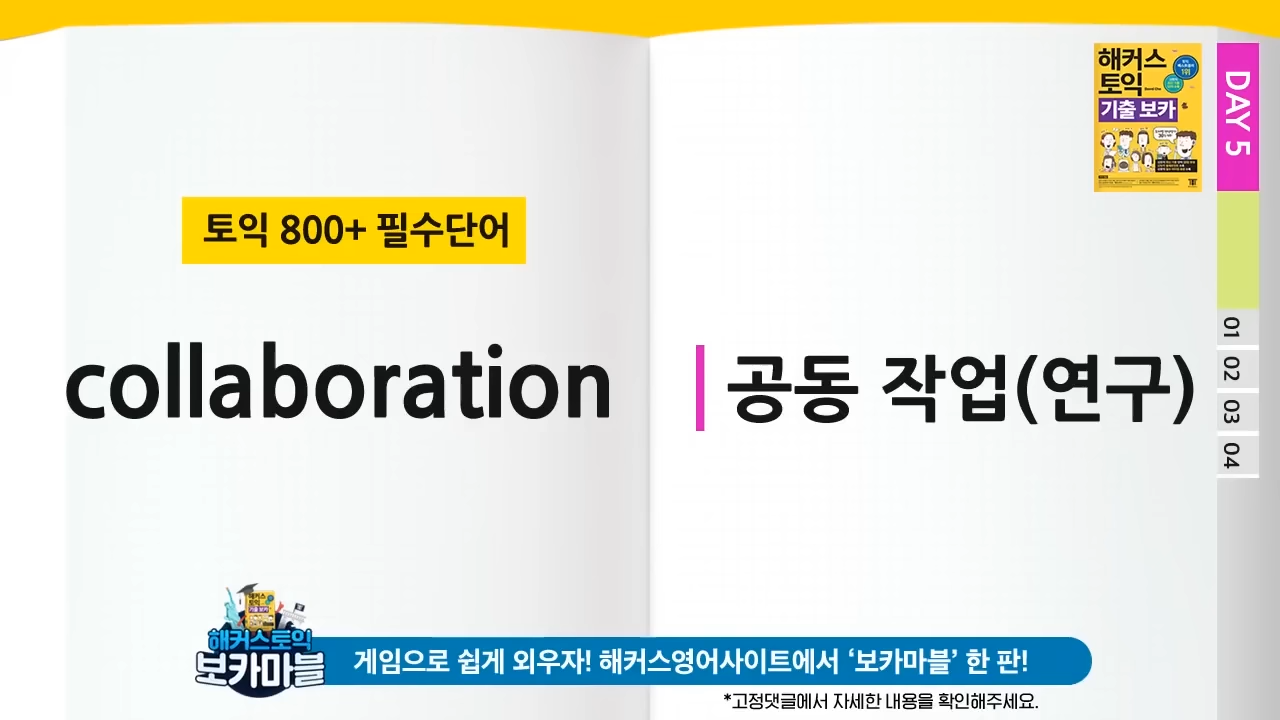 해커스
토익
기출 보카
1위
DAY 5
토익 800+ 필수단어
collaboration
공동 작업(연구)
01
02
03
04
해커스토익
보카마블
게임으로 쉽게 외우자! 해커스영어사이트에서 ‘보카마블’ 한 판!
*고정댓글에서 자세한 내용을 확인해주세요.